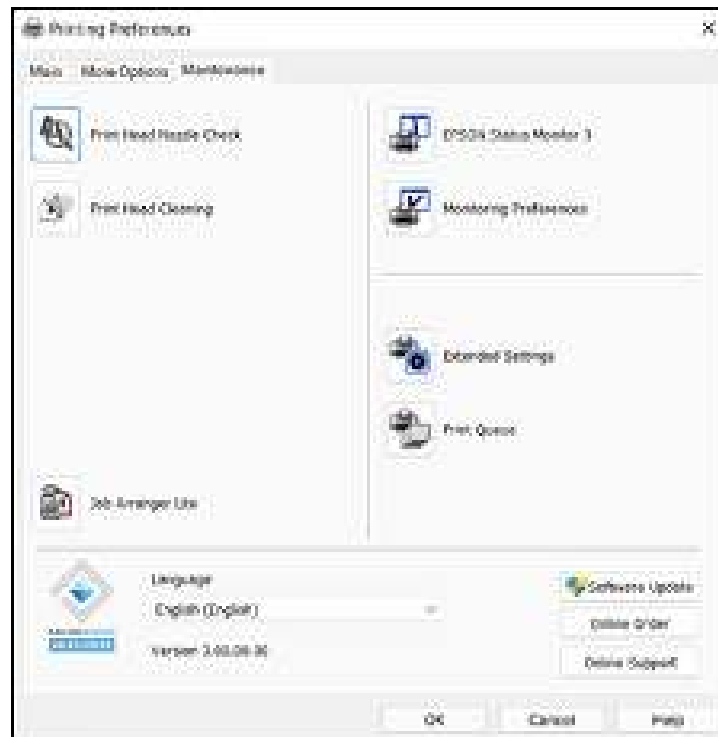 Printing Preferences
Main
More Options
Maintenance
Print Head Nozzle Check
Print Head Cleaning
Job Arranger Lite
EPSON Status Monitor 3
Monitoring Preferences
Extended Settings
Print Queue
Language
English (English)
Version
Software Update
Online Order
Online Support
OK
Cancel
Help